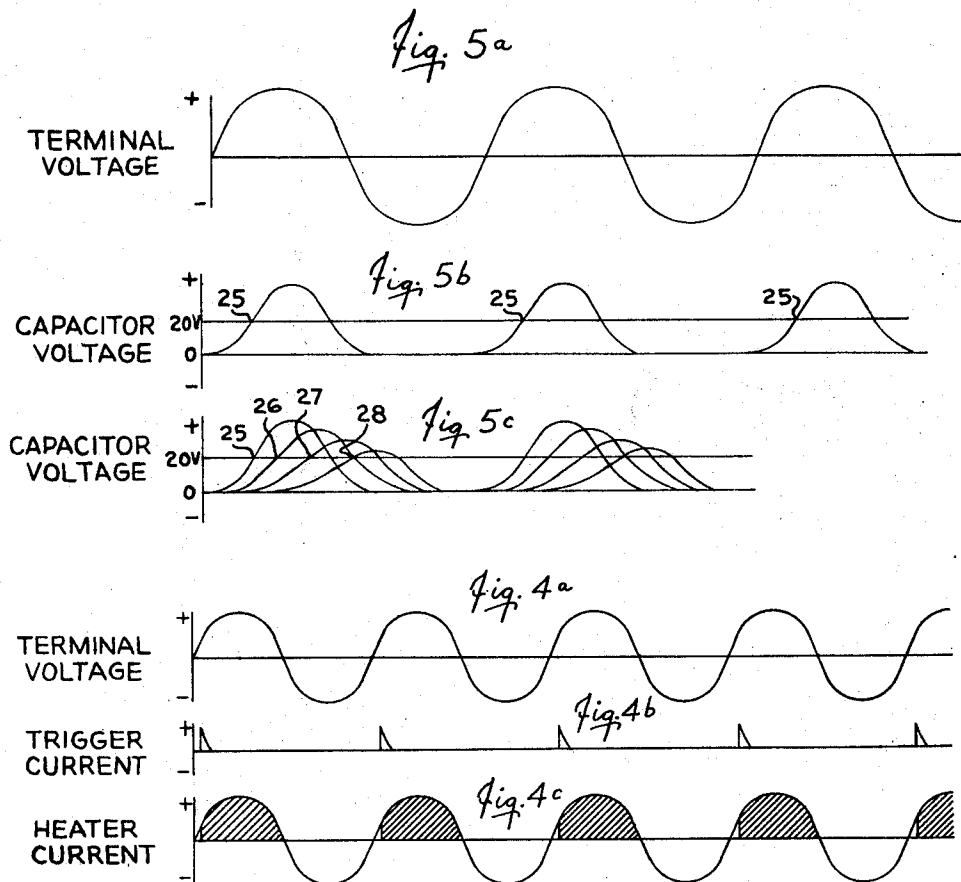 Fig. 5a
+
TERMINAL
VOLTAGE
-
Fig. 5b
+
25 25 25
20V
CAPACITOR
VOLTAGE
0
-
Fig 5c
+
25 26 27 28
CAPACITOR
VOLTAGE
20V
0
-
Fig. 4a
+
TERMINAL
VOLTAGE
-
Fig. 4b
+
TRIGGER
CURRENT
-
Fig. 4c
+
HEATER
CURRENT
-